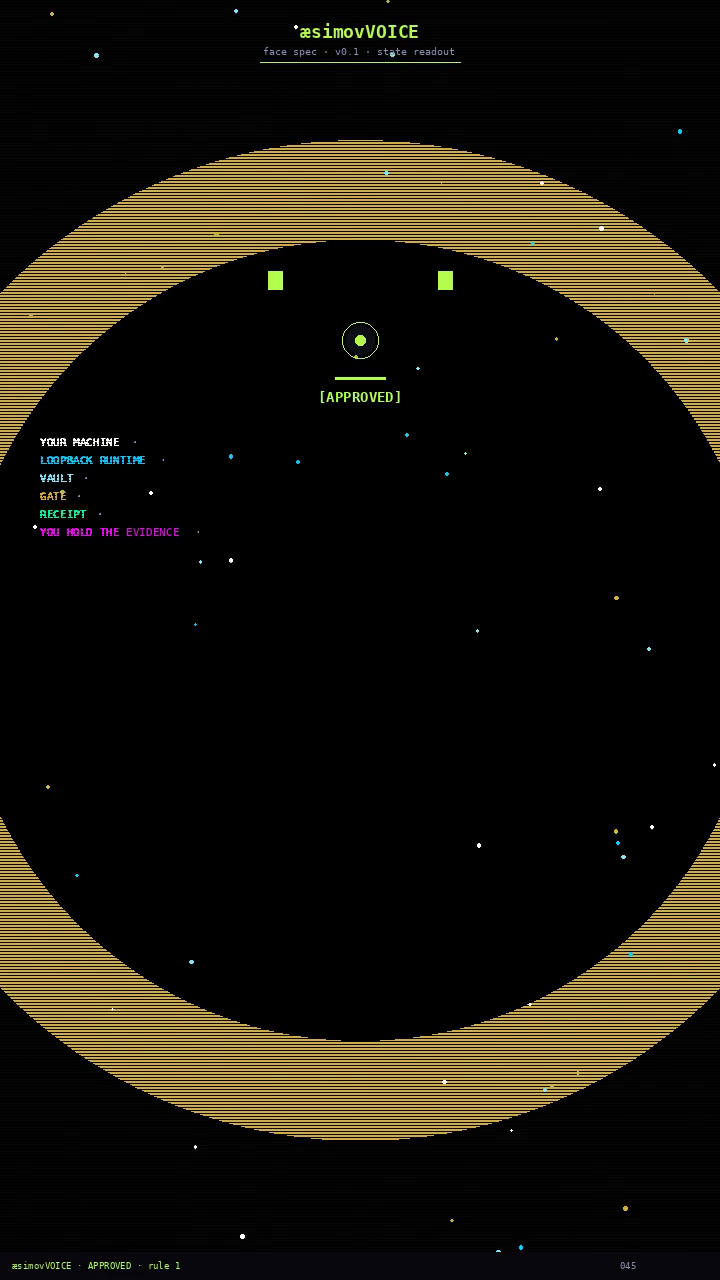 æsimovVOICE
face spec · v0.1 · state readout
[APPROVED]
YOUR MACHINE ·
LOOPBACK RUNTIME ·
VAULT ·
GATE ·
RECEIPT ·
YOU HOLD THE EVIDENCE ·
æsimovVOICE · APPROVED · rule 1
045